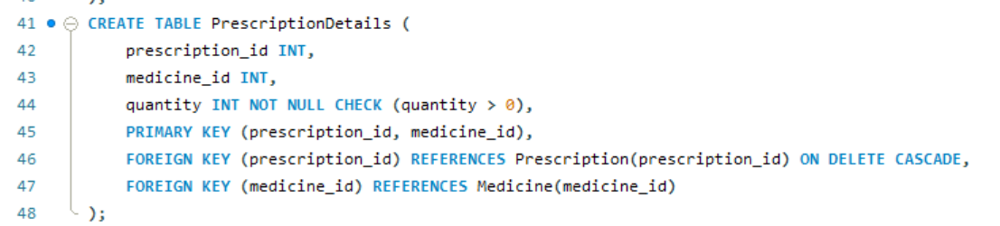 41 CREATE TABLE PrescriptionDetails (
42 prescription_id INT,
43 medicine_id INT,
44 quantity INT NOT NULL CHECK (quantity > 0),
45 PRIMARY KEY (prescription_id, medicine_id),
46 FOREIGN KEY (prescription_id) REFERENCES Prescription(prescription_id) ON DELETE CASCADE,
47 FOREIGN KEY (medicine_id) REFERENCES Medicine(medicine_id)
48 );